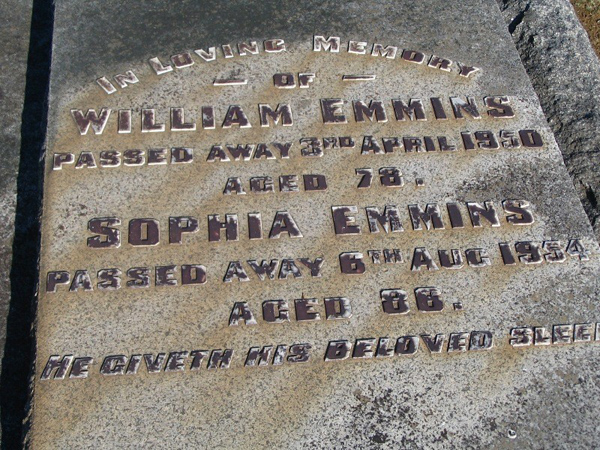 IN LOVING MEMORY
— OF —
WILLIAM EMMINS
PASSED AWAY 3RD APRIL 1950
AGED 78.
SOPHIA EMMINS
PASSED AWAY 6TH AUG 1954
AGED 86.
HE GIVETH HIS BELOVED SLEEP